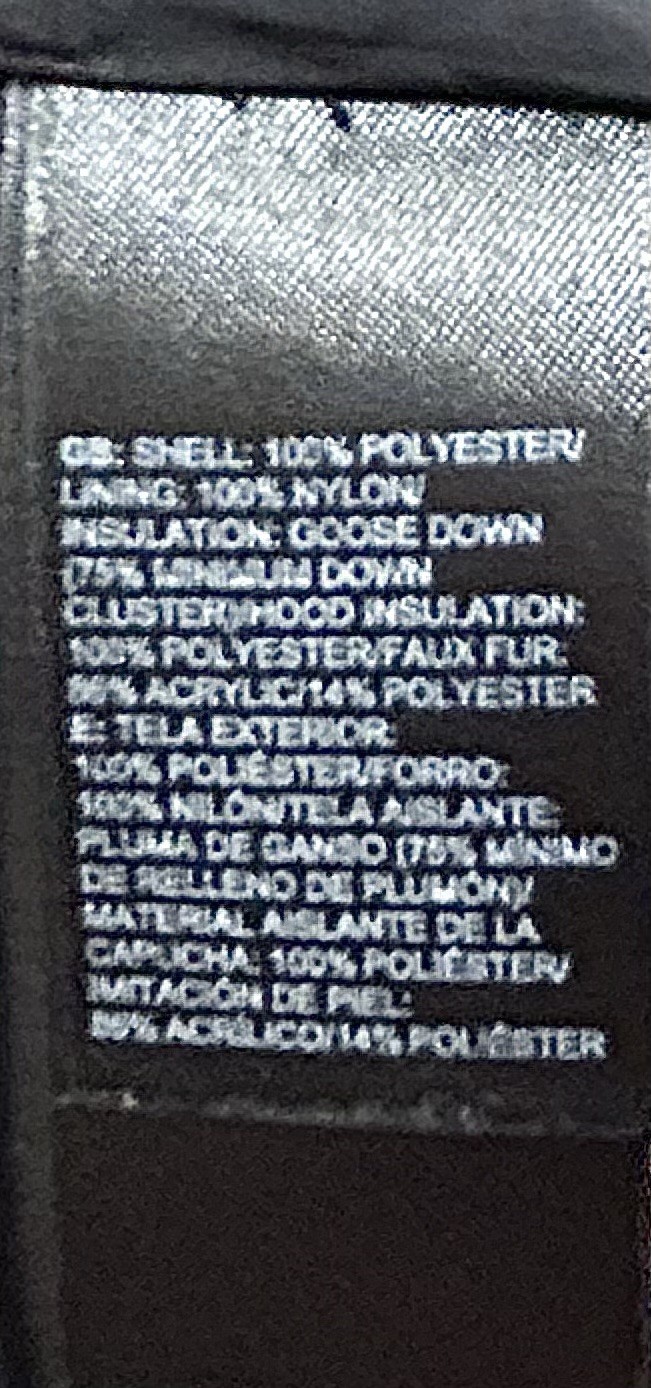 GB: SHELL: 100% POLYESTER/
LINING: 100% NYLON/
INSULATION: GOOSE DOWN
(75% MINIMUM DOWN
CLUSTER)/HOOD INSULATION:
100% POLYESTER/FAUX FUR:
86% ACRYLIC/14% POLYESTER
E: TELA EXTERIOR:
100% POLIÉSTER/FORRO:
100% NILÓN/TELA AISLANTE:
PLUMA DE GANSO (75% MÍNIMO
DE RELLENO DE PLUMÓN)/
MATERIAL AISLANTE DE LA
CAPUCHA: 100% POLIÉSTER/
IMITACIÓN DE PIEL:
86% ACRÍLICO/14% POLIÉSTER